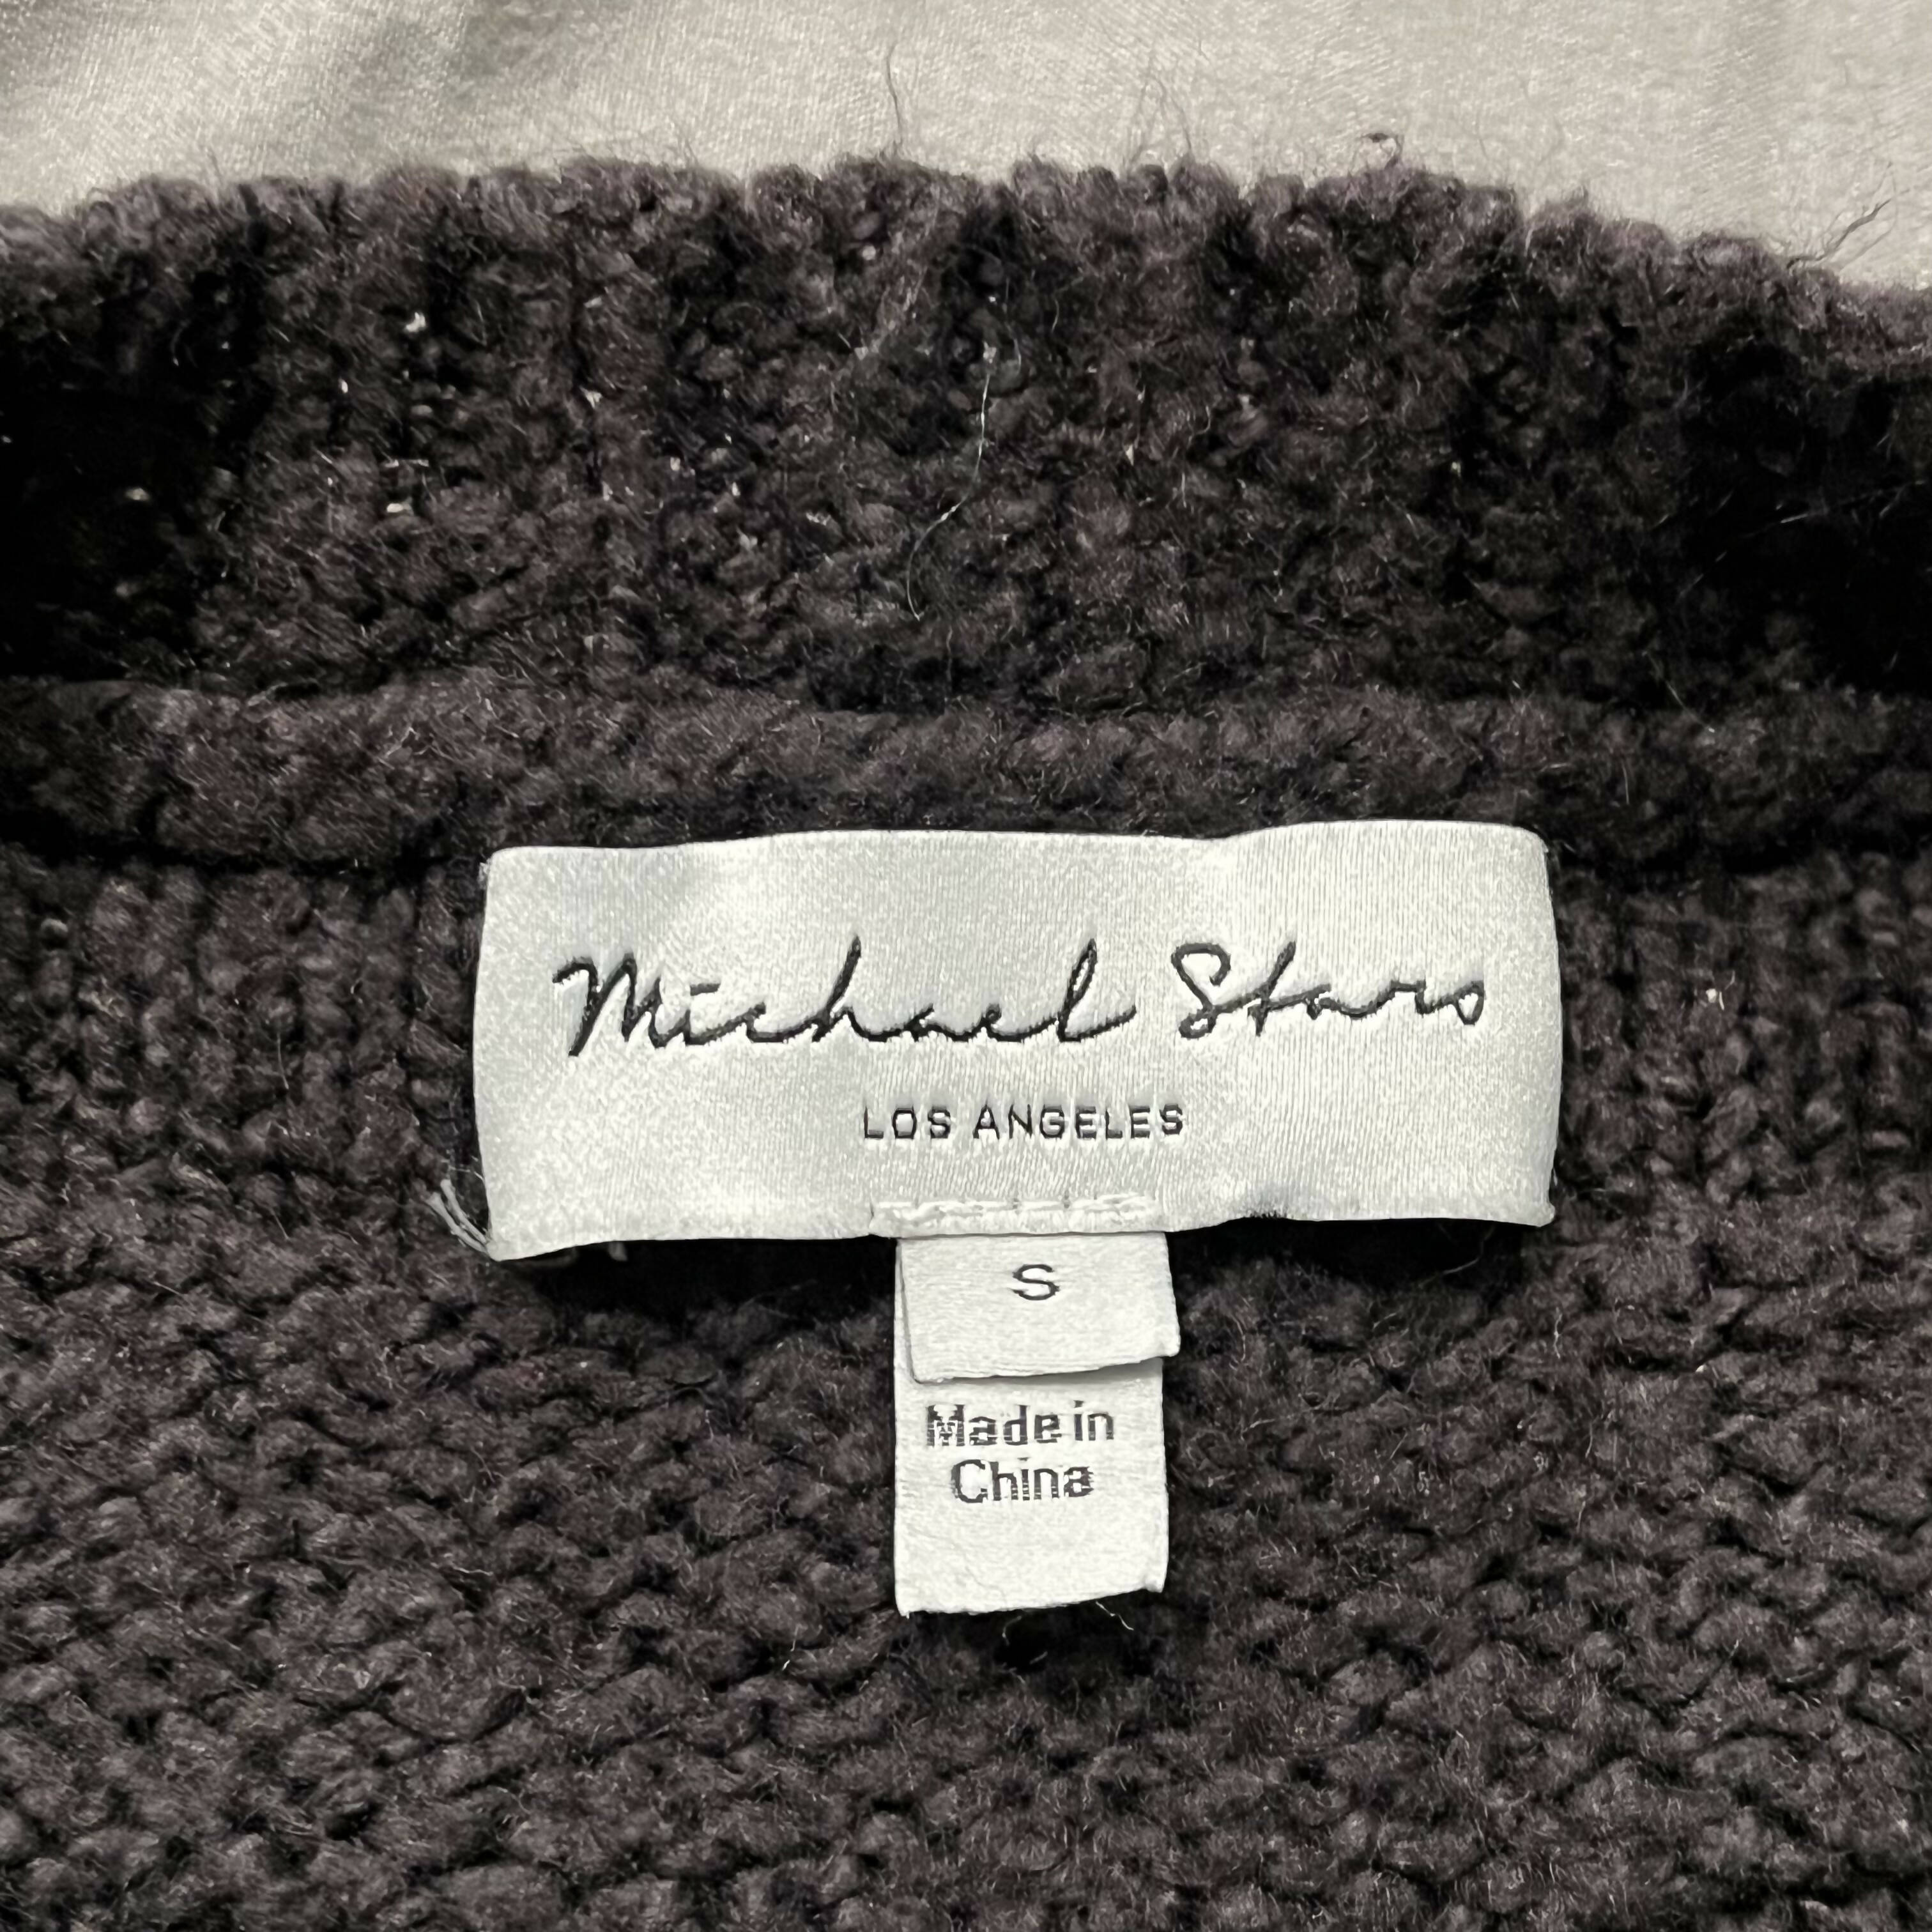 Michael Stars
LOS ANGELES
S
Made in
China